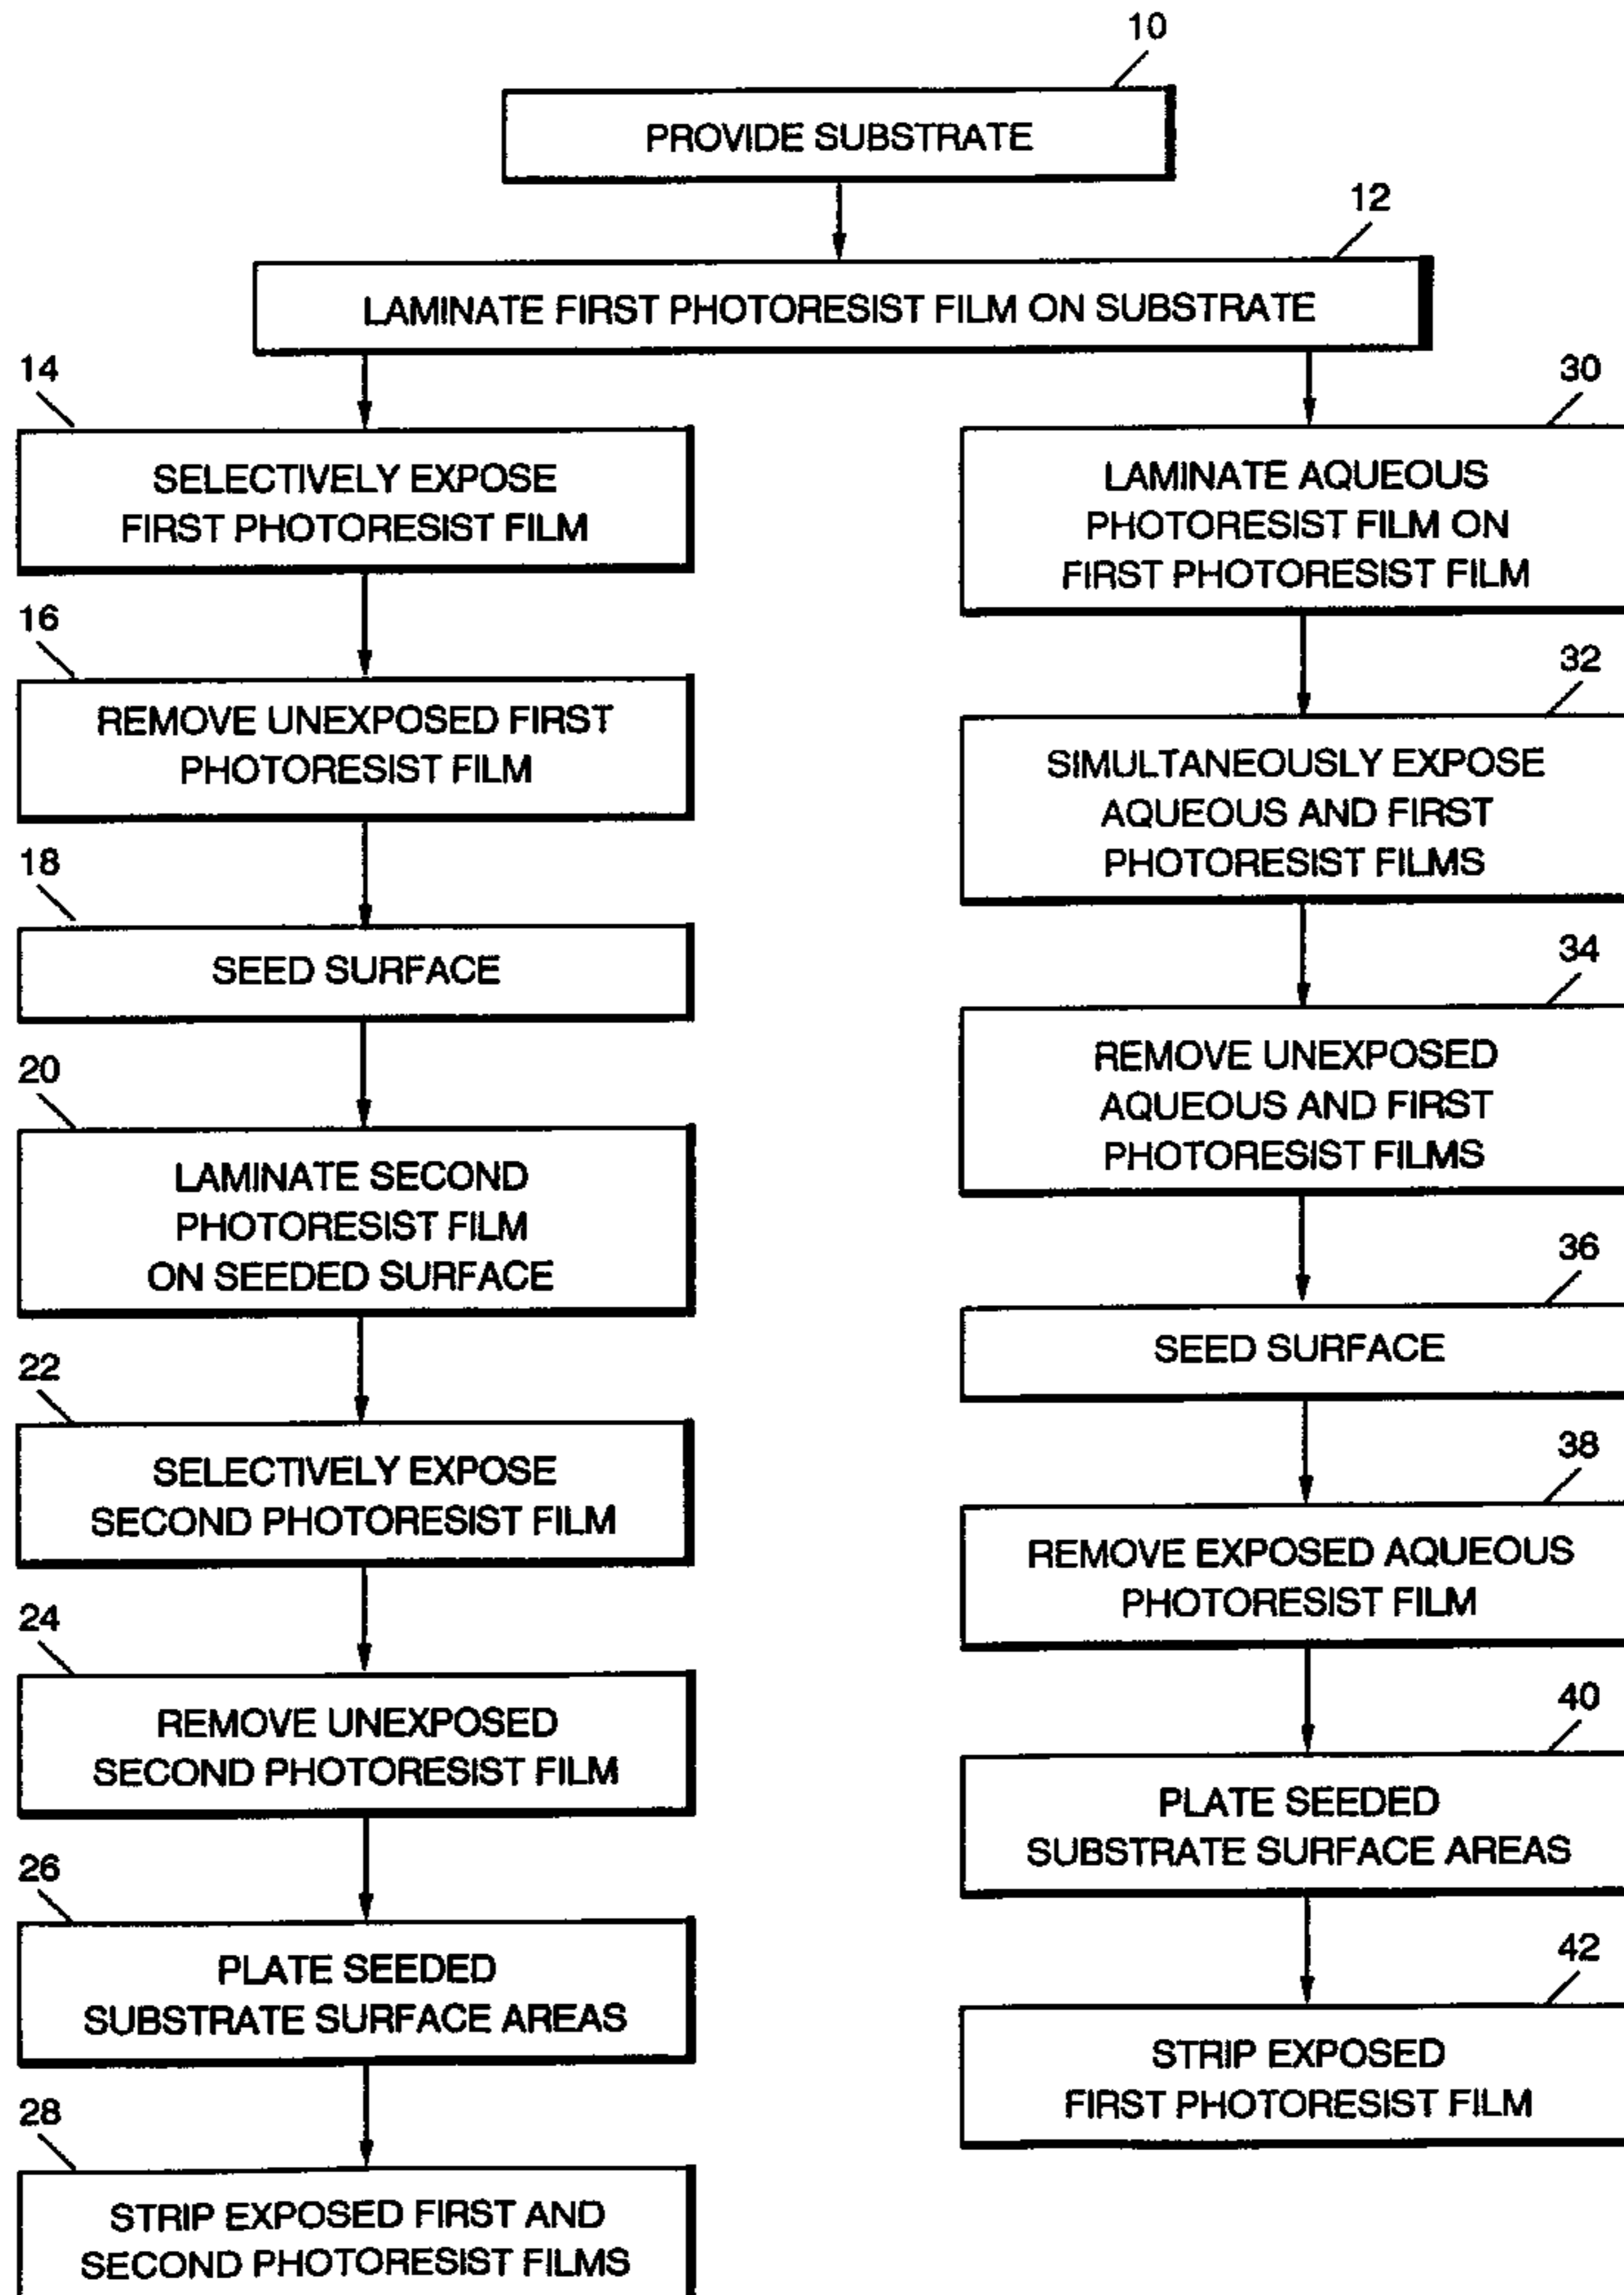 10
PROVIDE SUBSTRATE
12
LAMINATE FIRST PHOTORESIST FILM ON SUBSTRATE
14
SELECTIVELY EXPOSE
FIRST PHOTORESIST FILM
16
REMOVE UNEXPOSED FIRST
PHOTORESIST FILM
18
SEED SURFACE
20
LAMINATE SECOND
PHOTORESIST FILM
ON SEEDED SURFACE
22
SELECTIVELY EXPOSE
SECOND PHOTORESIST FILM
24
REMOVE UNEXPOSED
SECOND PHOTORESIST FILM
26
PLATE SEEDED
SUBSTRATE SURFACE AREAS
28
STRIP EXPOSED FIRST AND
SECOND PHOTORESIST FILMS
30
LAMINATE AQUEOUS
PHOTORESIST FILM ON
FIRST PHOTORESIST FILM
32
SIMULTANEOUSLY EXPOSE
AQUEOUS AND FIRST
PHOTORESIST FILMS
34
REMOVE UNEXPOSED
AQUEOUS AND FIRST
PHOTORESIST FILMS
36
SEED SURFACE
38
REMOVE EXPOSED AQUEOUS
PHOTORESIST FILM
40
PLATE SEEDED
SUBSTRATE SURFACE AREAS
42
STRIP EXPOSED
FIRST PHOTORESIST FILM